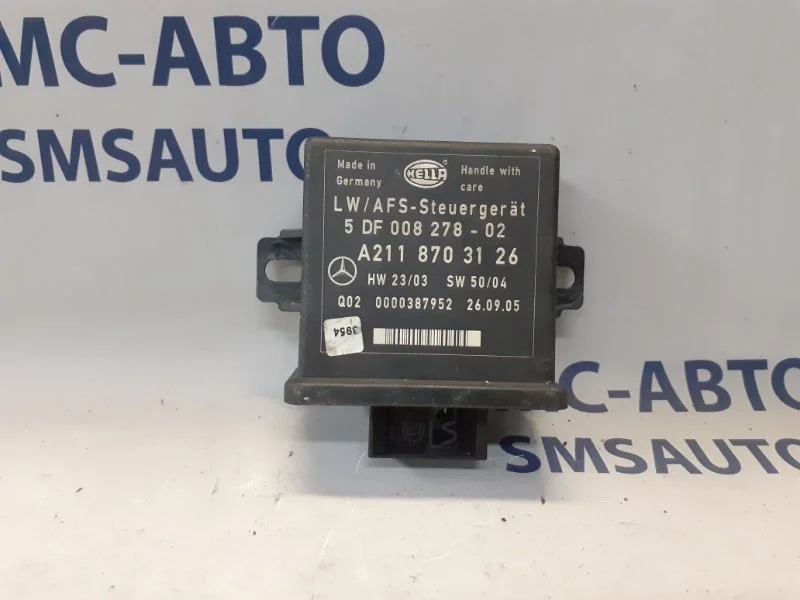 МС-АВТО
SMSAUTO
Made in Germany
HELLA
Handle with care
LW/AFS-Steuergerät
5 DF 008 278 - 02
A211 870 31 26
HW 23/03 SW 50/04
Q02 0000387952 26.09.05
3954
МС-АВТО
SMSAUTO